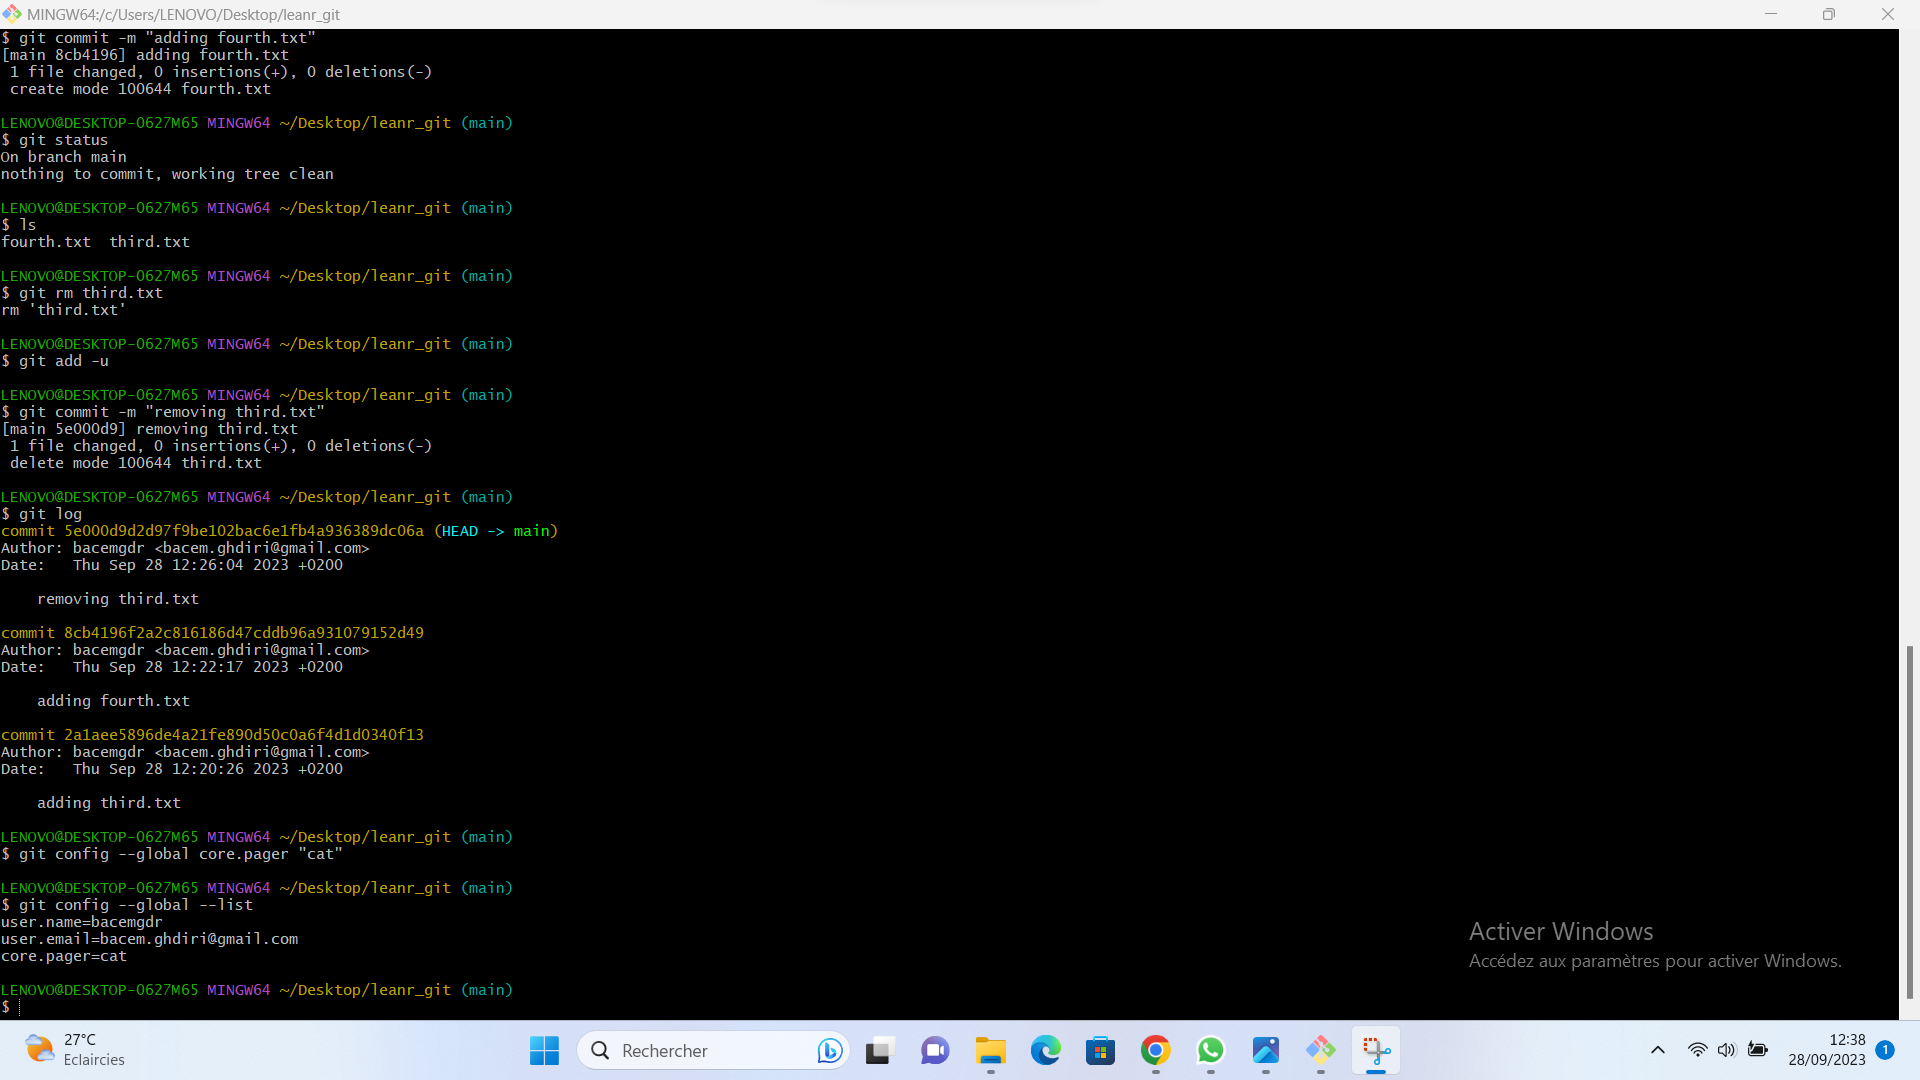 MINGW64:/c/Users/LENOVO/Desktop/leanr_git
$ git commit -m "adding fourth.txt"
[main 8cb4196] adding fourth.txt
 1 file changed, 0 insertions(+), 0 deletions(-)
 create mode 100644 fourth.txt

LENOVO@DESKTOP-0627M65 MINGW64 ~/Desktop/leanr_git (main)
$ git status
On branch main
nothing to commit, working tree clean

LENOVO@DESKTOP-0627M65 MINGW64 ~/Desktop/leanr_git (main)
$ ls
fourth.txt  third.txt

LENOVO@DESKTOP-0627M65 MINGW64 ~/Desktop/leanr_git (main)
$ git rm third.txt
rm 'third.txt'

LENOVO@DESKTOP-0627M65 MINGW64 ~/Desktop/leanr_git (main)
$ git add -u

LENOVO@DESKTOP-0627M65 MINGW64 ~/Desktop/leanr_git (main)
$ git commit -m "removing third.txt"
[main 5e000d9] removing third.txt
 1 file changed, 0 insertions(+), 0 deletions(-)
 delete mode 100644 third.txt

LENOVO@DESKTOP-0627M65 MINGW64 ~/Desktop/leanr_git (main)
$ git log
commit 5e000d9d2d97f9be102bac6e1fb4a936389dc06a (HEAD -> main)
Author: bacemgdr <bacem.ghdiri@gmail.com>
Date:   Thu Sep 28 12:26:04 2023 +0200

    removing third.txt

commit 8cb4196f2a2c816186d47cddb96a931079152d49
Author: bacemgdr <bacem.ghdiri@gmail.com>
Date:   Thu Sep 28 12:22:17 2023 +0200

    adding fourth.txt

commit 2a1aee5896de4a21fe890d50c0a6f4d1d0340f13
Author: bacemgdr <bacem.ghdiri@gmail.com>
Date:   Thu Sep 28 12:20:26 2023 +0200

    adding third.txt

LENOVO@DESKTOP-0627M65 MINGW64 ~/Desktop/leanr_git (main)
$ git config --global core.pager "cat"

LENOVO@DESKTOP-0627M65 MINGW64 ~/Desktop/leanr_git (main)
$ git config --global --list
user.name=bacemgdr
user.email=bacem.ghdiri@gmail.com
core.pager=cat

LENOVO@DESKTOP-0627M65 MINGW64 ~/Desktop/leanr_git (main)
$
Activer Windows
Accédez aux paramètres pour activer Windows.
27°C
Eclaircies
Rechercher
12:38
28/09/2023
1